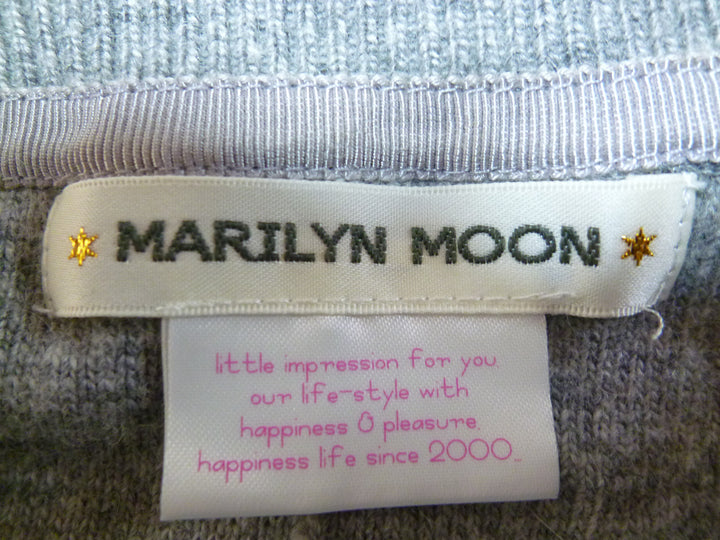 MARILYN MOON
little impression for you.
our life-style with
happiness & pleasure.
happiness life since 2000...